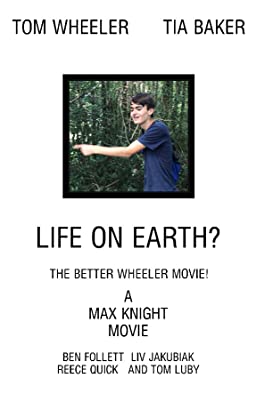 TOM WHEELER TIA BAKER
LIFE ON EARTH?
THE BETTER WHEELER MOVIE!
A
MAX KNIGHT
MOVIE
BEN FOLLETT LIV JAKUBIAK
REECE QUICK AND TOM LUBY